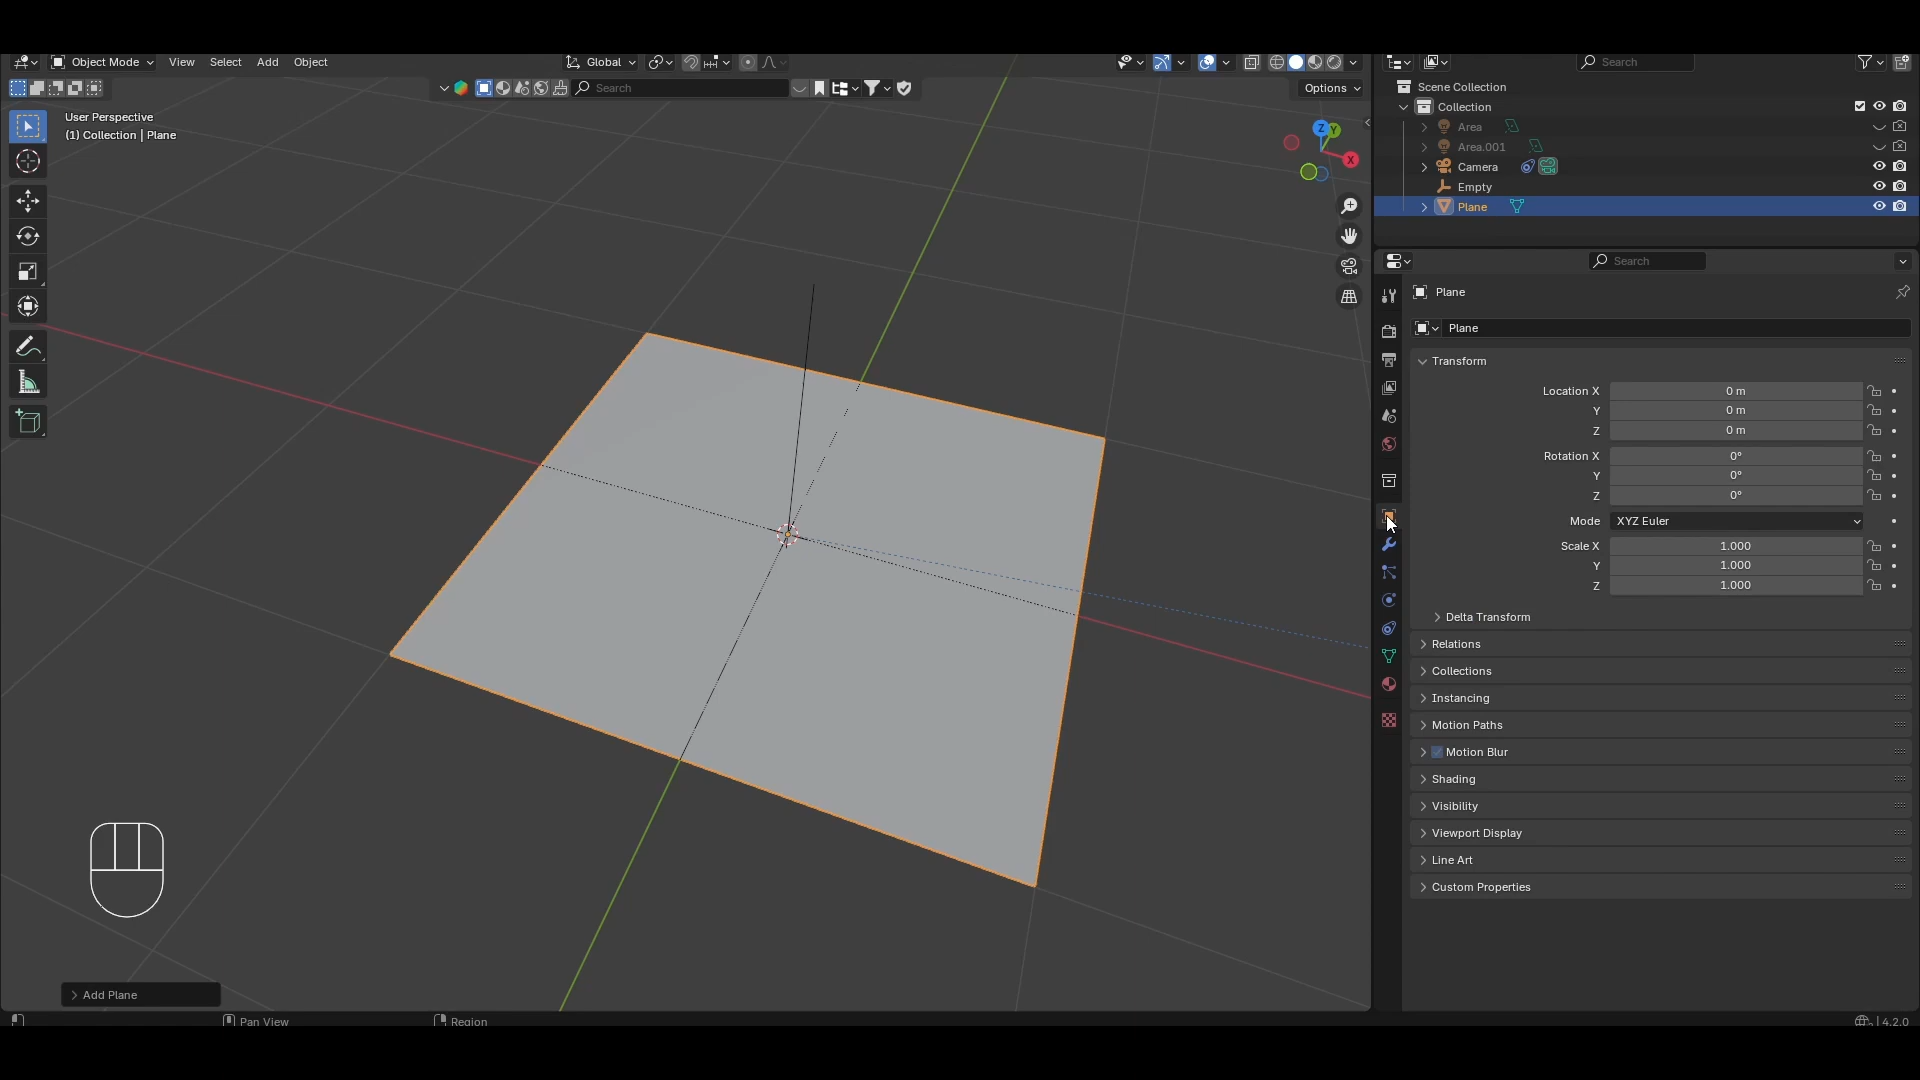 Object Mode View Select Add Object Global Search
Search Options
User Perspective
(1) Collection | Plane
Z Y
X
Scene Collection
Collection
Area
Area.001
Camera
Empty
Plane
Search
Plane
Plane
Transform
Location X 0 m
Y 0 m
Z 0 m
Rotation X 0°
Y 0°
Z 0°
Mode XYZ Euler
Scale X 1.000
Y 1.000
Z 1.000
Delta Transform
Relations
Collections
Instancing
Motion Paths
Motion Blur
Shading
Visibility
Viewport Display
Line Art
Custom Properties
Add Plane
Pan View Region 4.2.0